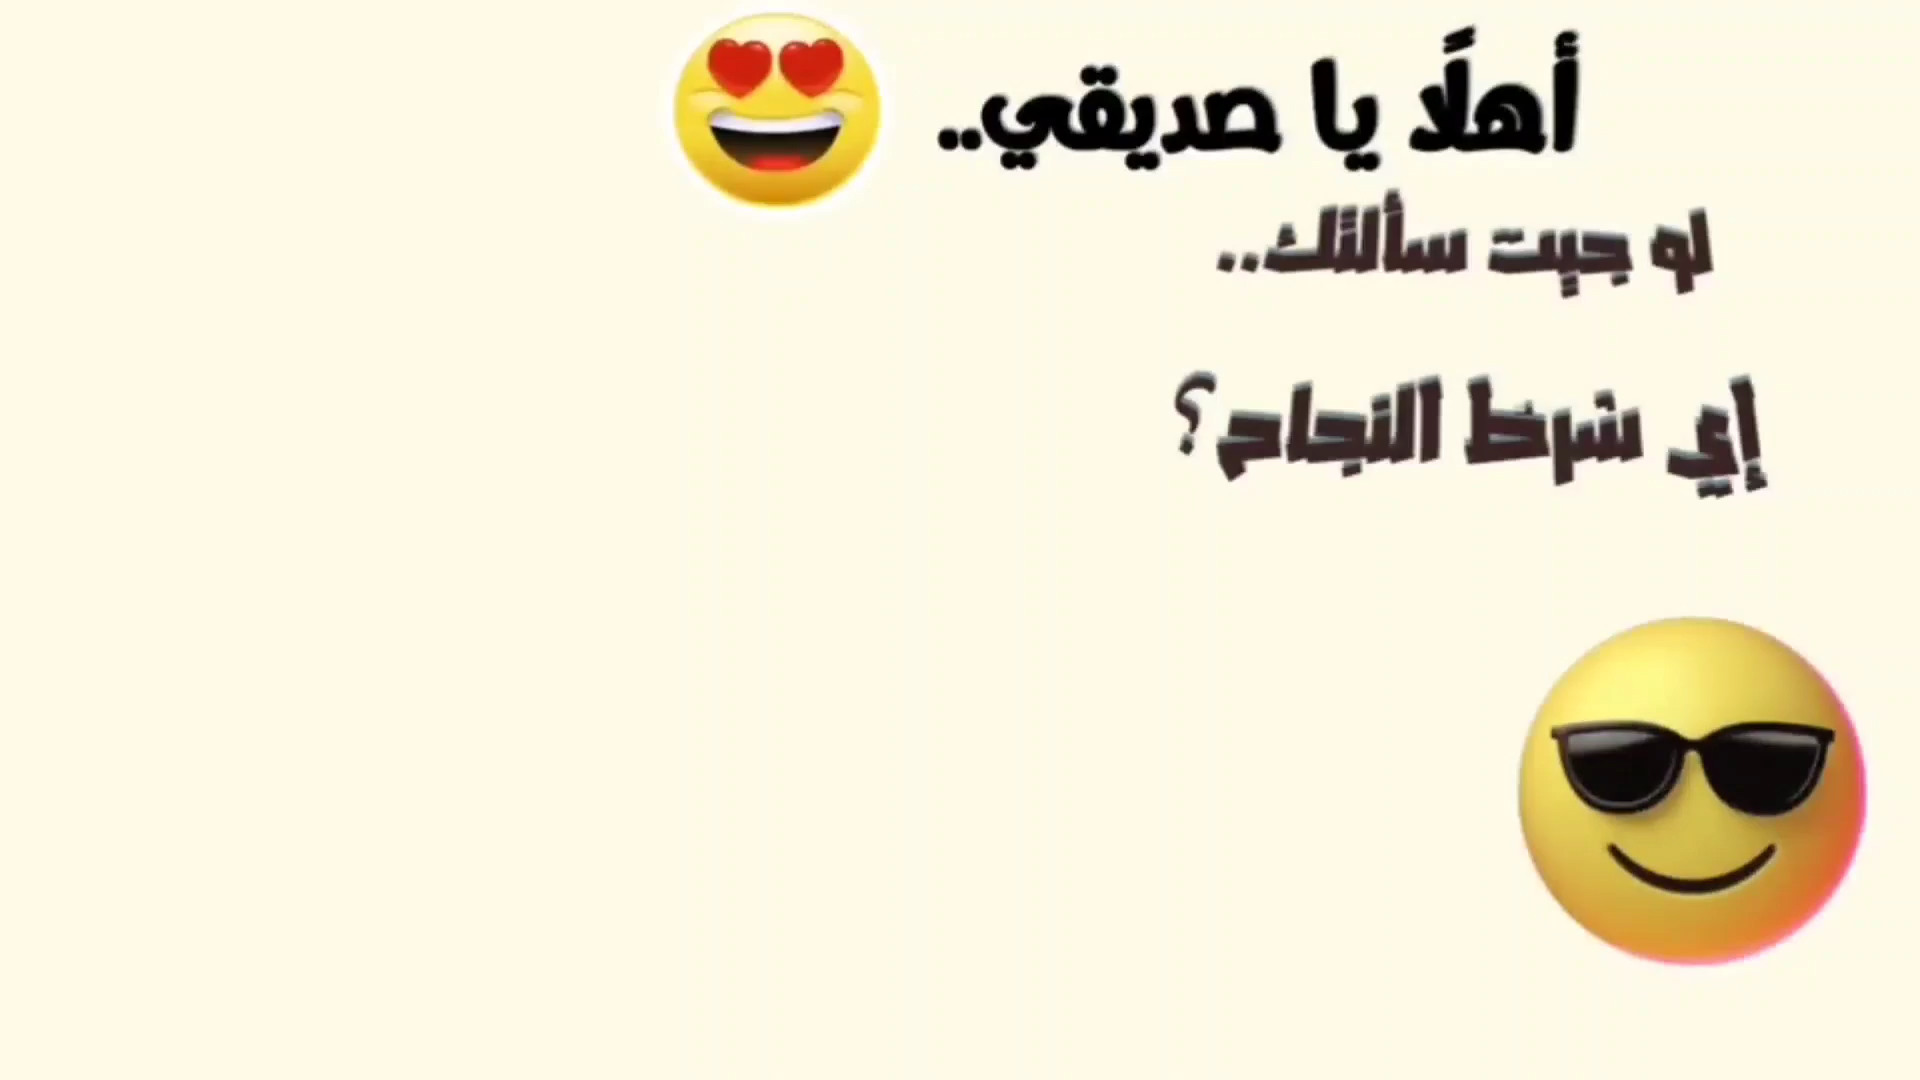 أهلًا يا صديقي..
لو جيت سألتك..
إي شرط النجاح؟